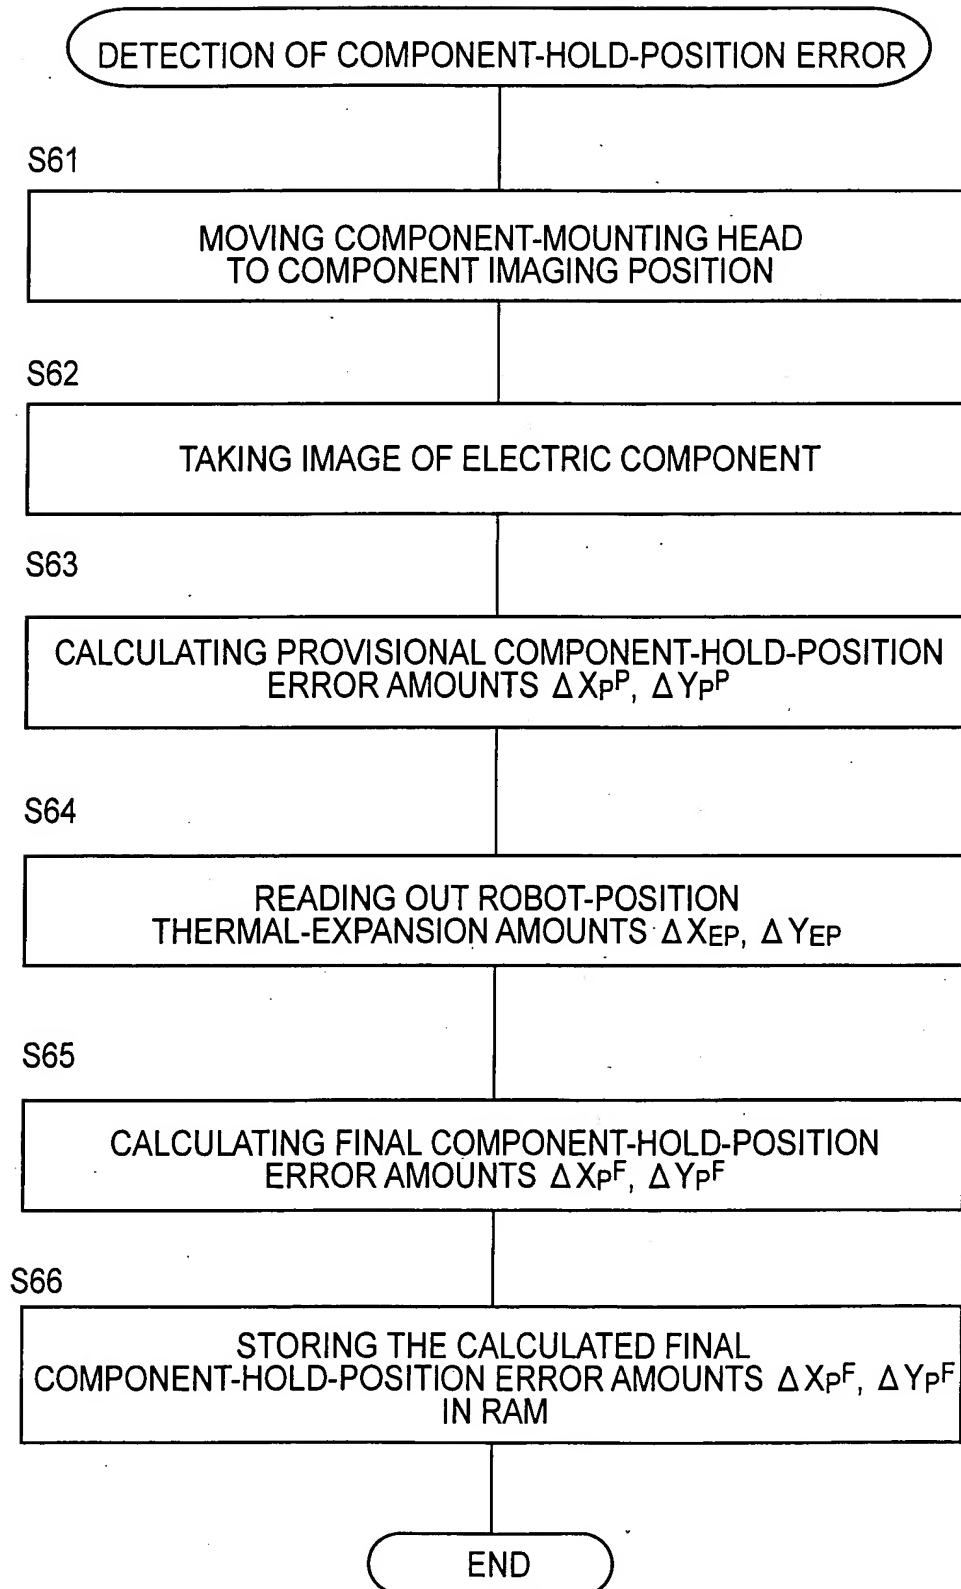 DETECTION OF COMPONENT-HOLD-POSITION ERROR
S61
MOVING COMPONENT-MOUNTING HEAD
TO COMPONENT IMAGING POSITION
S62
TAKING IMAGE OF ELECTRIC COMPONENT
S63
CALCULATING PROVISIONAL COMPONENT-HOLD-POSITION
ERROR AMOUNTS ΔXPᴾ, ΔYPᴾ
S64
READING OUT ROBOT-POSITION
THERMAL-EXPANSION AMOUNTS ΔXEP, ΔYEP
S65
CALCULATING FINAL COMPONENT-HOLD-POSITION
ERROR AMOUNTS ΔXPF, ΔYPF
S66
STORING THE CALCULATED FINAL
COMPONENT-HOLD-POSITION ERROR AMOUNTS ΔXPF, ΔYPF
IN RAM
END